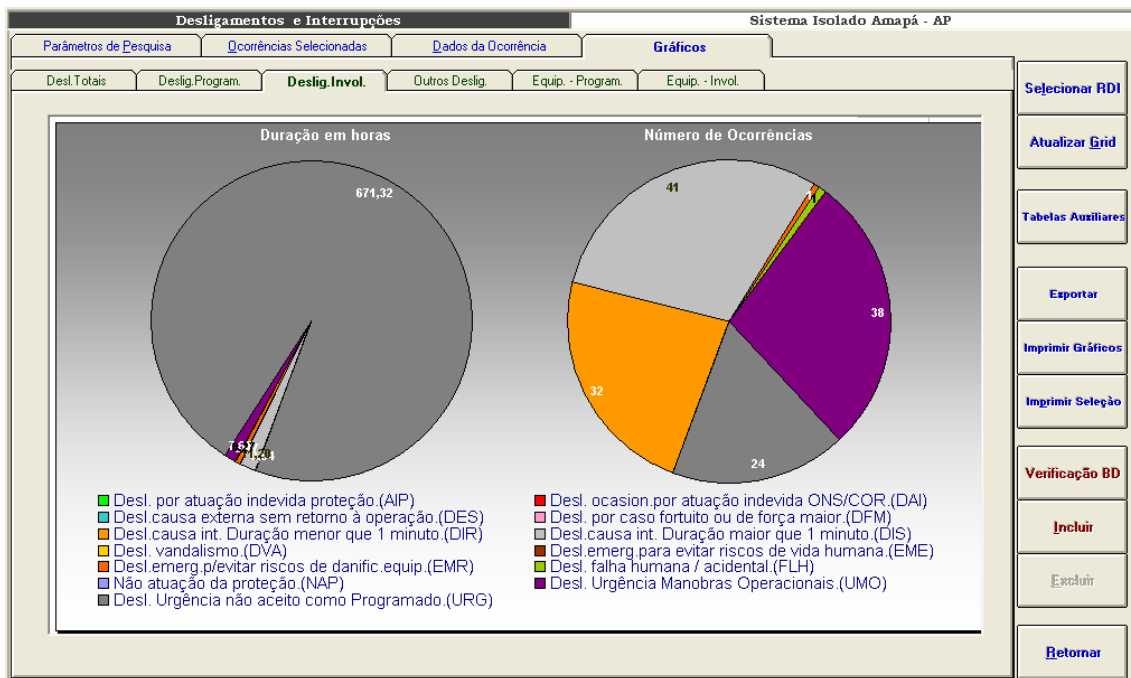 Desligamentos e Interrupções
Sistema Isolado Amapá - AP
Parâmetros de Pesquisa
Ocorrências Selecionadas
Dados da Ocorrência
Gráficos
Desl.Totais
Deslig.Program.
Deslig.Invol.
Outros Deslig.
Equip. - Program.
Equip. - Invol.
Duração em horas
671,32
Número de Ocorrências
41
1
1
38
24
32
Desl. por atuação indevida proteção.(AIP)
Desl.causa externa sem retorno à operação.(DES)
Desl.causa int. Duração menor que 1 minuto.(DIR)
Desl. vandalismo.(DVA)
Desl.emerg.p/evitar riscos de danific.equip.(EMR)
Não atuação da proteção.(NAP)
Desl. Urgência não aceito como Programado.(URG)
Desl. ocasion.por atuação indevida ONS/COR.(DAI)
Desl. por caso fortuito ou de força maior.(DFM)
Desl.causa int. Duração maior que 1 minuto.(DIS)
Desl.emerg.para evitar riscos de vida humana.(EME)
Desl. falha humana / acidental.(FLH)
Desl. Urgência Manobras Operacionais.(UMO)
Selecionar RDI
Atualizar Grid
Tabelas Auxiliares
Exportar
Imprimir Gráficos
Imprimir Seleção
Verificação BD
Incluir
Excluir
Retornar